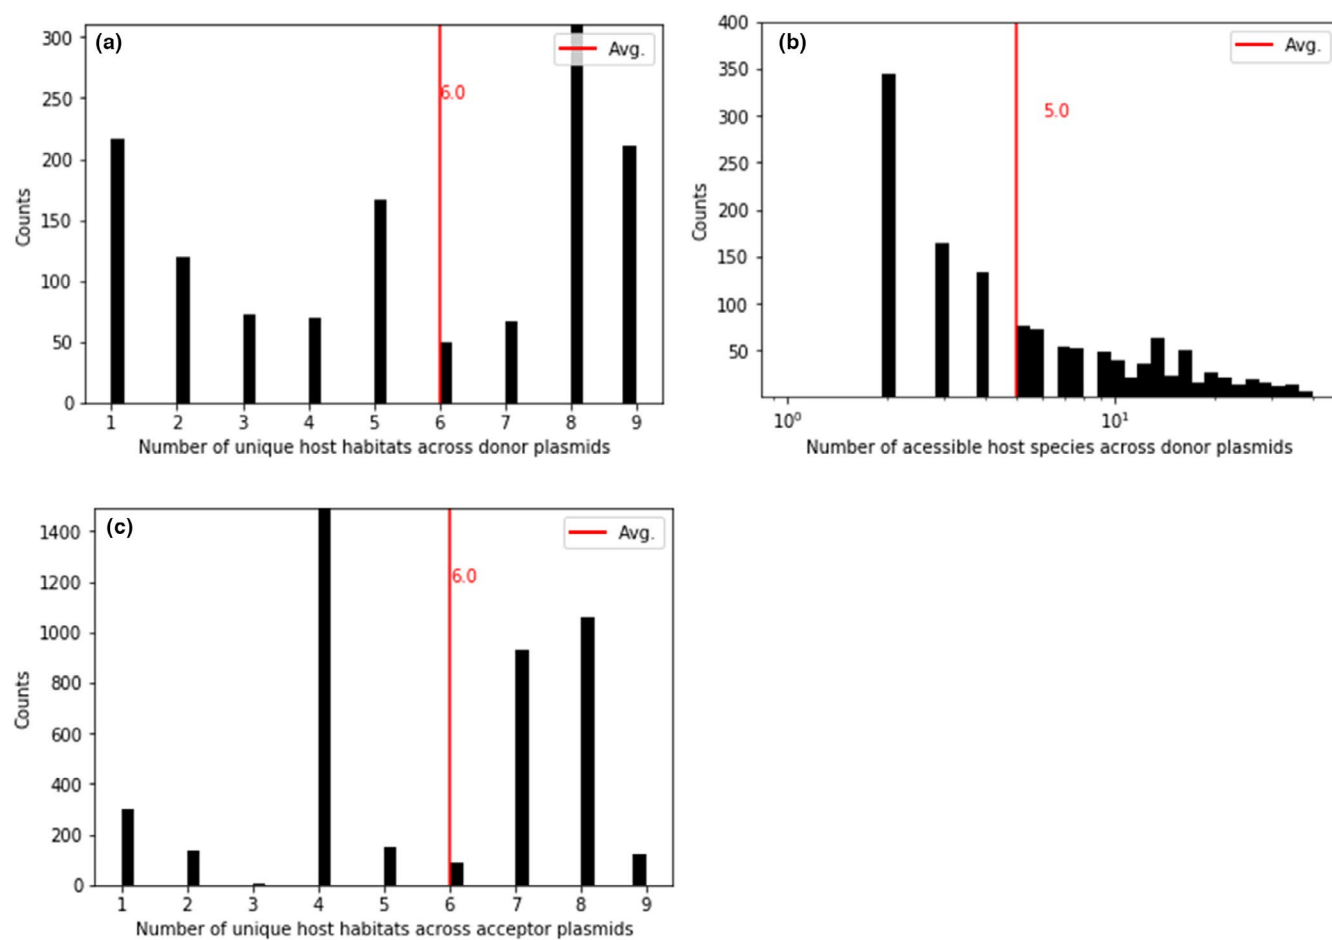 (a)
Avg.
6.0
300
250
200
150
100
50
0
Counts
1 2 3 4 5 6 7 8 9
Number of unique host habitats across donor plasmids
(b)
Avg.
5.0
400
350
300
250
200
150
100
50
Counts
10⁰ 10¹
Number of acessible host species across donor plasmids
(c)
Avg.
6.0
1400
1200
1000
800
600
400
200
0
Counts
1 2 3 4 5 6 7 8 9
Number of unique host habitats across acceptor plasmids